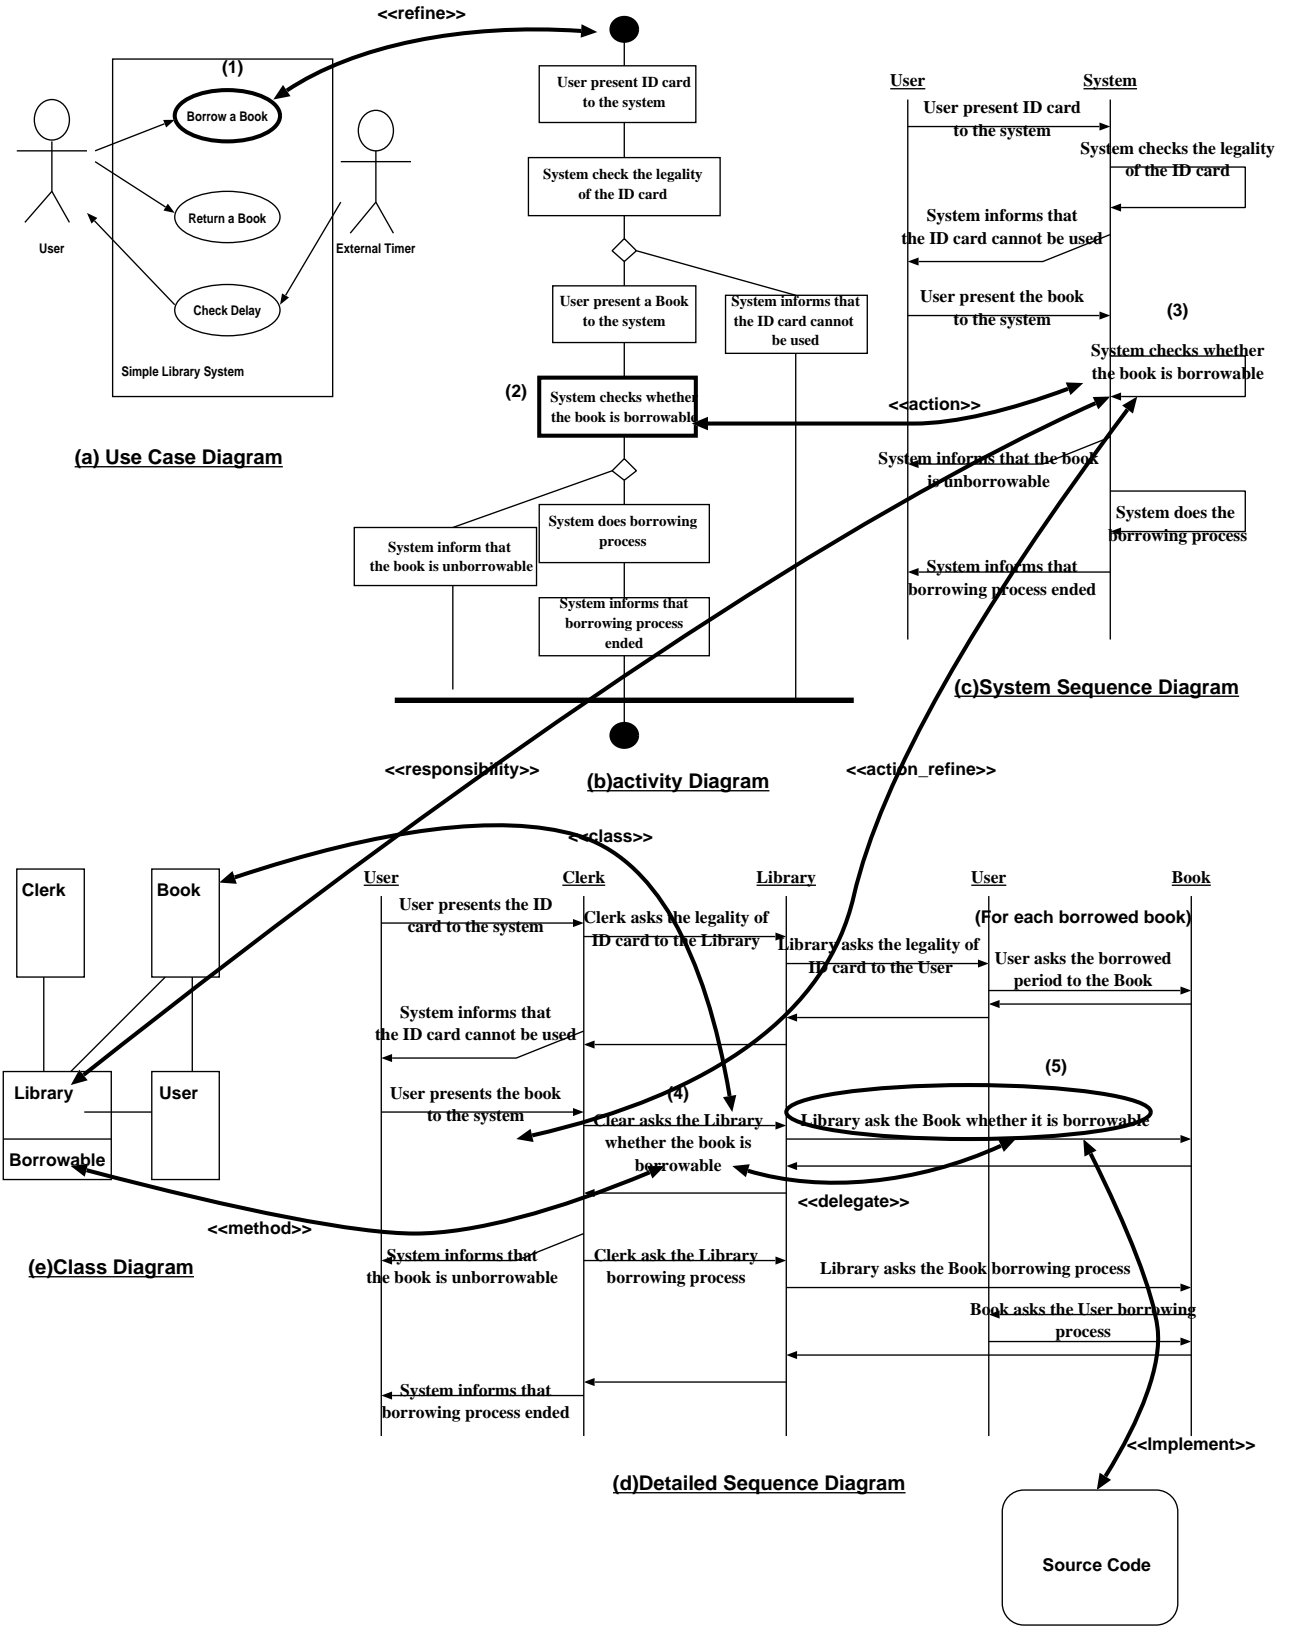 <<refine>>
(1)
Borrow a Book
Return a Book
Check Delay
User
External Timer
Simple Library System
(a) Use Case Diagram
User present ID card
to the system
System check the legality
of the ID card
User present a Book
to the system
System informs that
the ID card cannot
be used
(2)
System checks whether
the book is borrowable
System does borrowing
process
System inform that
the book is unborrowable
System informs that
borrowing process
ended
(b)activity Diagram
User
System
User present ID card
to the system
System checks the legality
of the ID card
System informs that
the ID card cannot be used
User present the book
to the system
(3)
System checks whether
the book is borrowable
<<action>>
System informs that the book
is unborrowable
System does the
borrowing process
System informs that
borrowing process ended
(c)System Sequence Diagram
<<responsibility>>
<<action_refine>>
<<class>>
Clerk
Book
Library
User
Borrowable
<<method>>
(e)Class Diagram
User
Clerk
Library
User
Book
User presents the ID
card to the system
Clerk asks the legality of
ID card to the Library
(For each borrowed book)
Library asks the legality of
ID card to the User
User asks the borrowed
period to the Book
System informs that
the ID card cannot be used
User presents the book
to the system
(4)
Clear asks the Library
whether the book is
borrowable
(5)
Library ask the Book whether it is borrowable
<<delegate>>
System informs that
the book is unborrowable
Clerk ask the Library
borrowing process
Library asks the Book borrowing process
Book asks the User borrowing
process
System informs that
borrowing process ended
<<Implement>>
(d)Detailed Sequence Diagram
Source Code